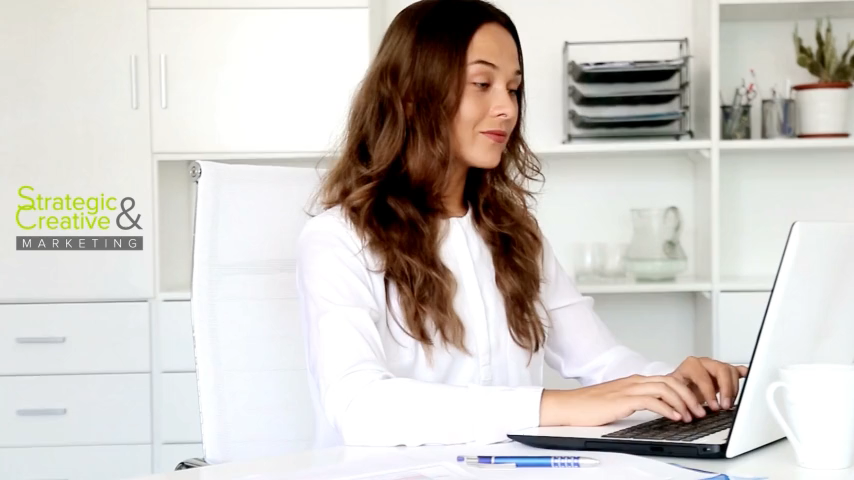 Strategic &
Creative
MARKETING